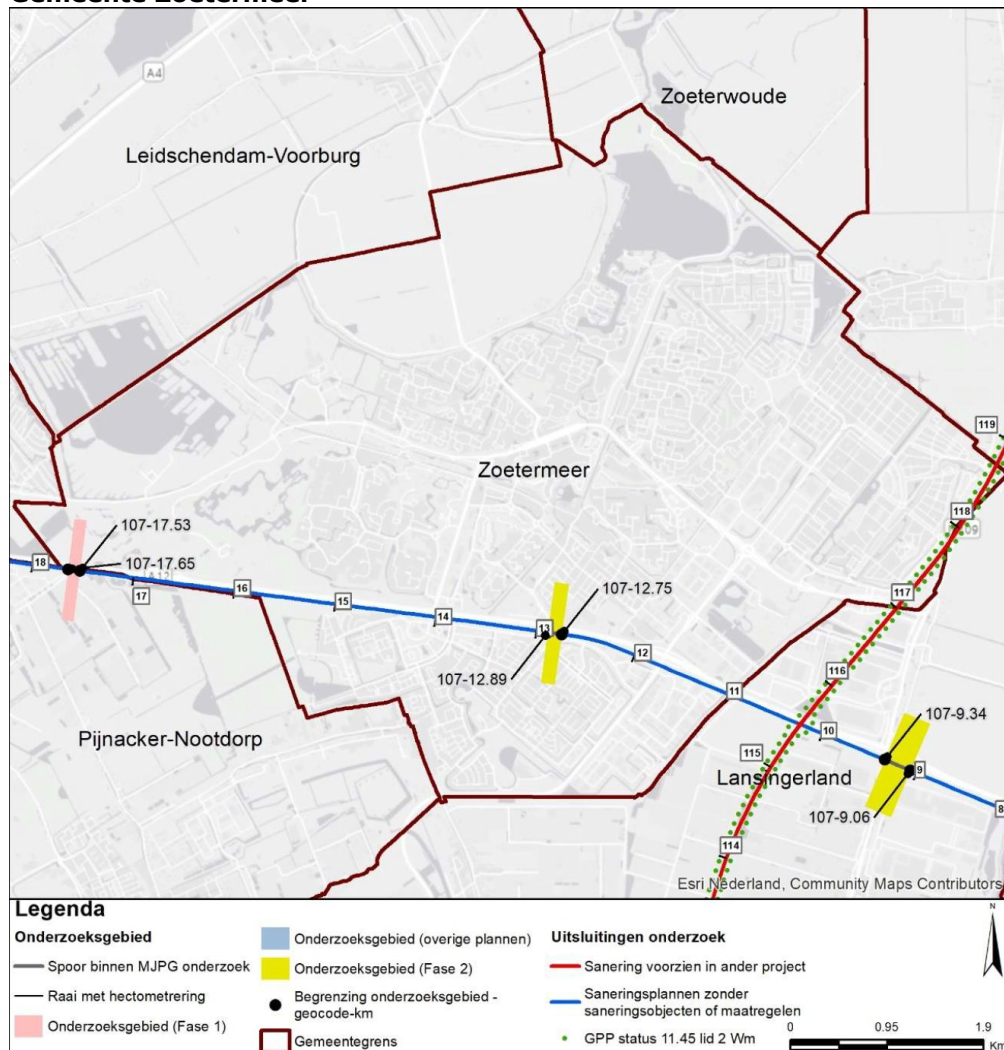 Gemeente Zoetermeer
A4
Zoeterwoude
Leidschendam-Voorburg
Zoetermeer
119
118
117
116
115
114
107-17.53
107-17.65
18
17
A12
16
15
14
13
12
11
10
9
8
107-12.75
107-12.89
107-9.34
107-9.06
Pijnacker-Nootdorp
Lansingerland
Esri Nederland, Community Maps Contributors
Legenda
Onderzoeksgebied
Spoor binnen MJPG onderzoek
Raai met hectometrering
Onderzoeksgebied (Fase 1)
Onderzoeksgebied (overige plannen)
Onderzoeksgebied (Fase 2)
Begrenzing onderzoeksgebied -
geocode-km
Gemeentegrens
Uitsluitingen onderzoek
Sanering voorzien in ander project
Saneringsplannen zonder
saneringsobjecten of maatregelen
GPP status 11.45 lid 2 Wm
N
0 0.95 1.9
Km